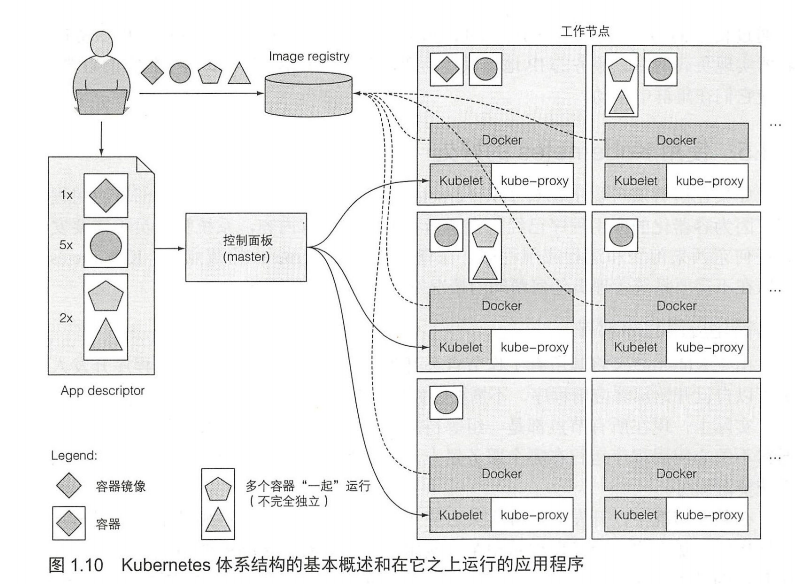 工作节点
Image registry
...
Docker
Docker
Kubelet
kube-proxy
Kubelet
kube-proxy
1x
5x
2x
控制面板
(master)
App descriptor
...
Docker
Docker
Kubelet
kube-proxy
Kubelet
kube-proxy
...
Docker
Docker
Kubelet
kube-proxy
Kubelet
kube-proxy
Legend:
容器镜像
容器
多个容器“一起”运行
(不完全独立)
图 1.10 Kubernetes 体系结构的基本概述和在它之上运行的应用程序